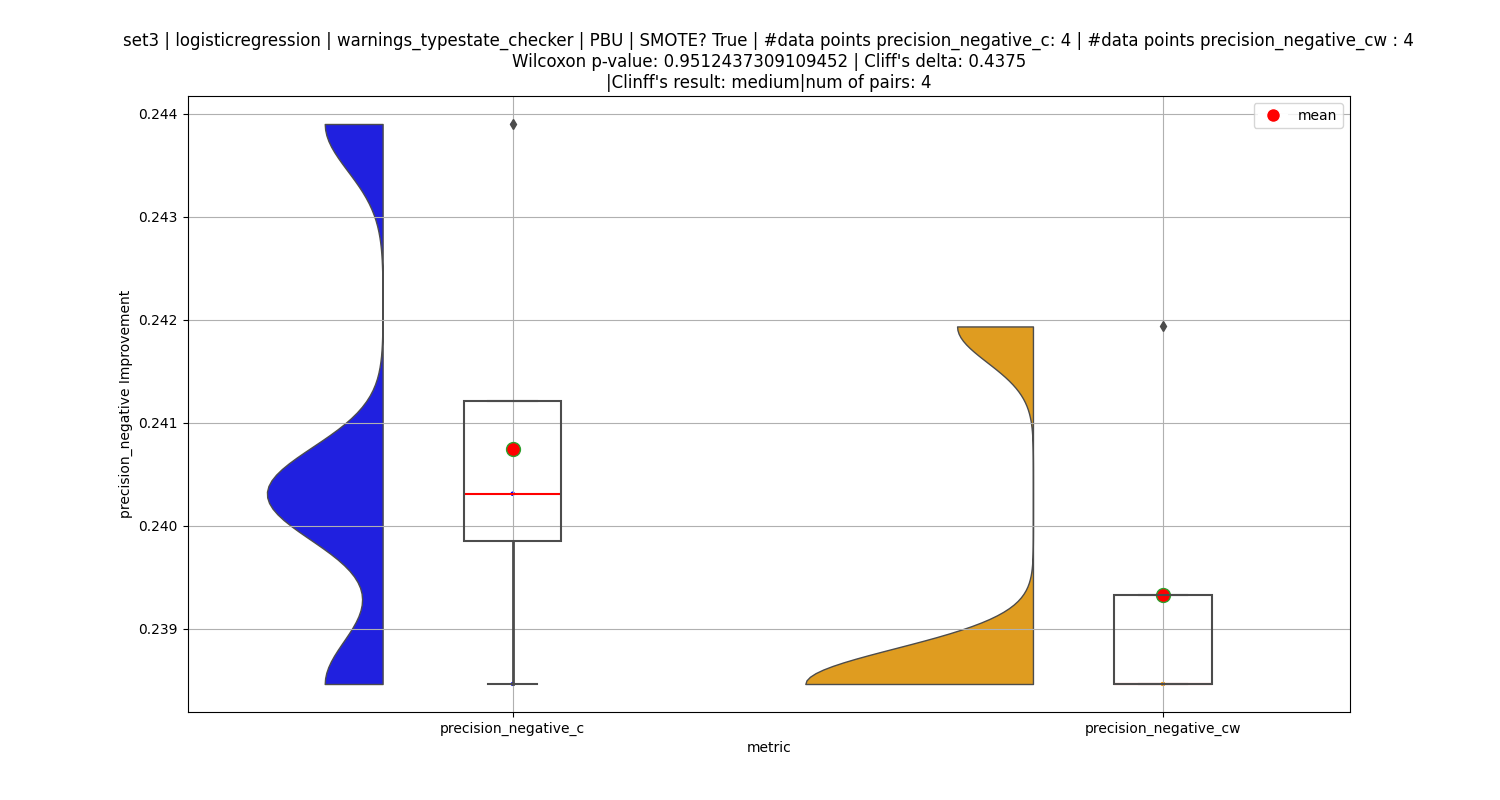 set3 | logisticregression | warnings_typestate_checker | PBU | SMOTE? True | #data points precision_negative_c: 4 | #data points precision_negative_cw : 4
Wilcoxon p-value: 0.9512437309109452 | Cliff's delta: 0.4375
|Clinff's result: medium|num of pairs: 4
mean
0.244
0.243
0.242
0.241
0.240
0.239
precision_negative Improvement
precision_negative_c
precision_negative_cw
metric